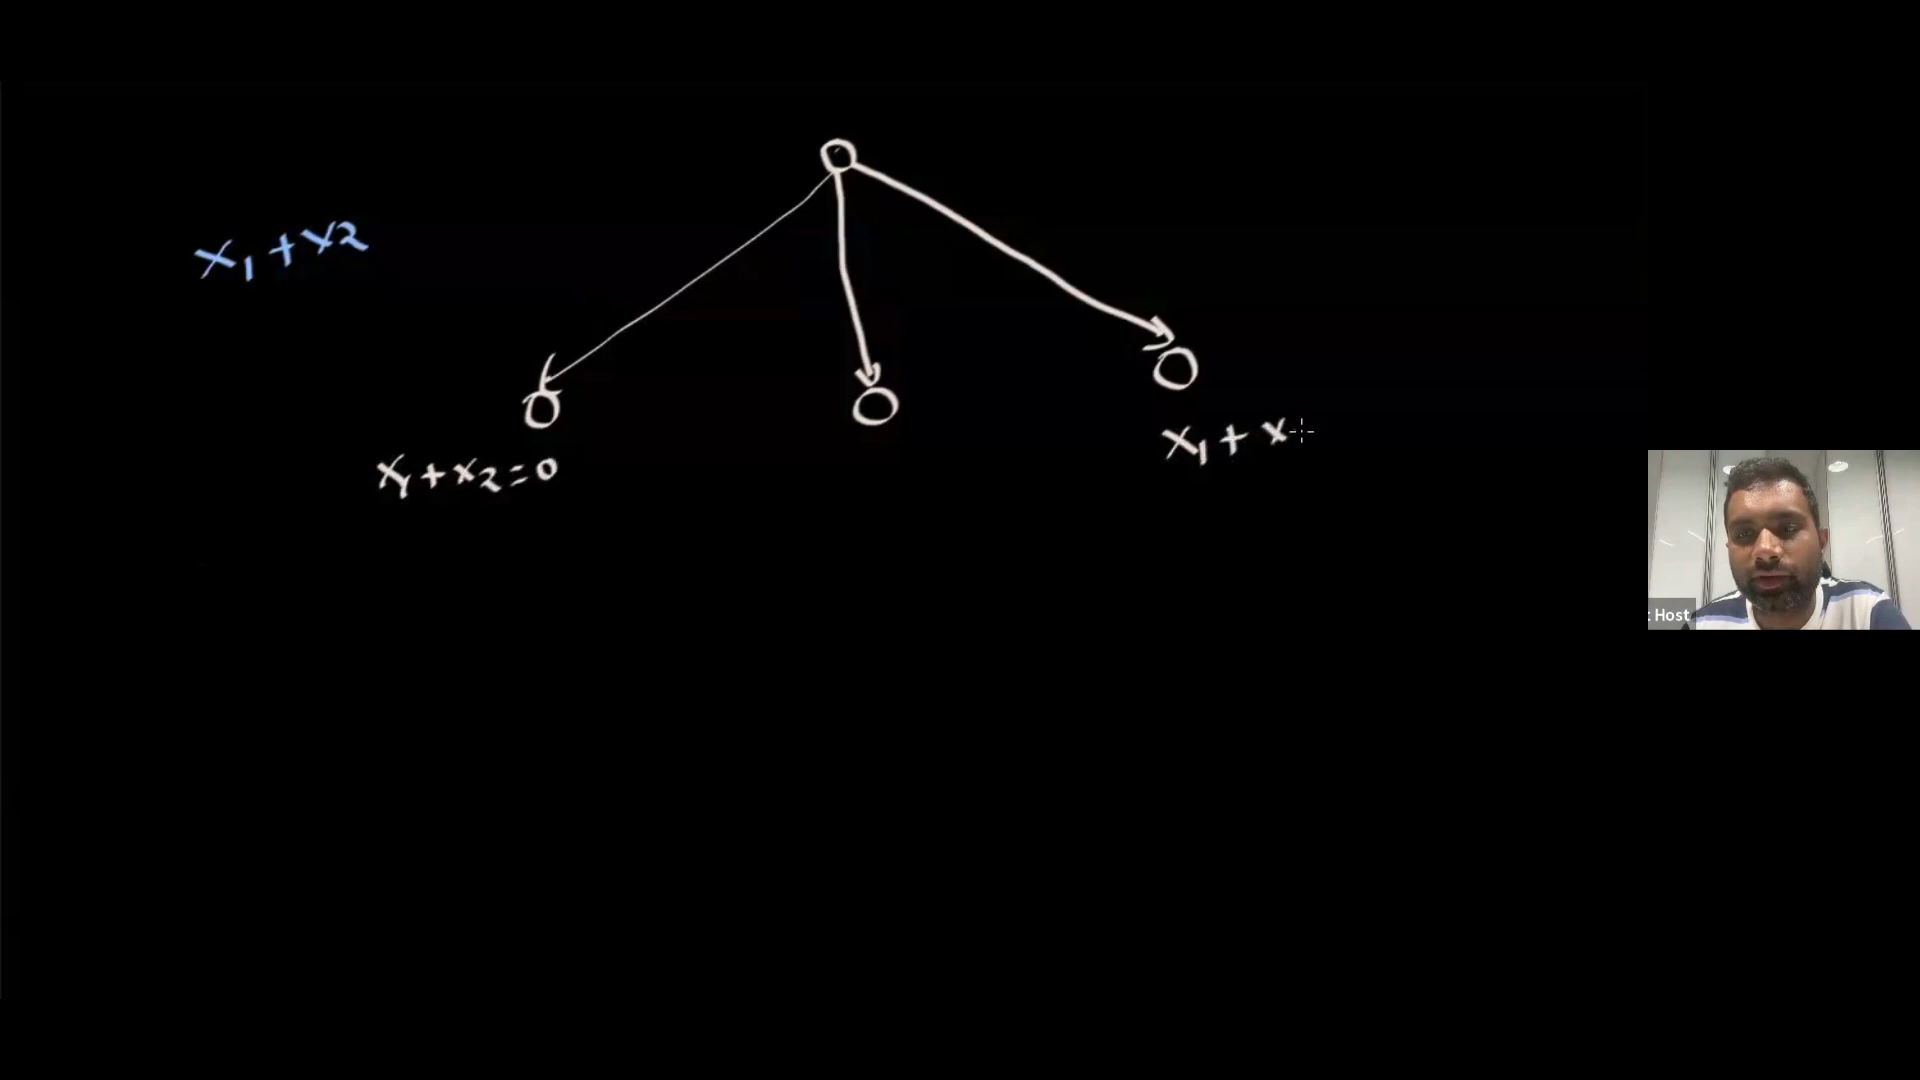 x₁ + x2
x₁ + x₂ = 0
x₁ + x
: Host